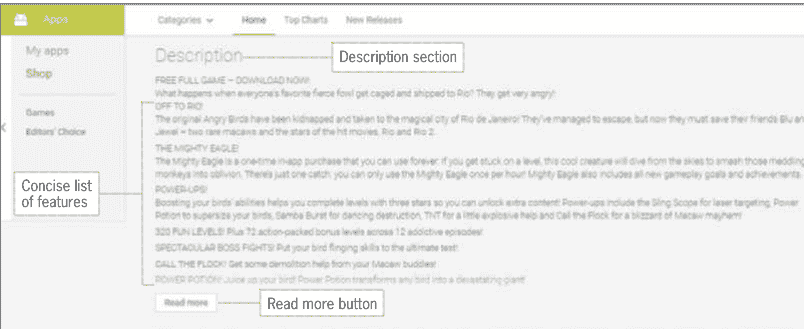 Apps
Categories
Home
Top Charts
New Releases
My apps
Shop
Games
Editors' Choice
Description
Description section
FREE FULL GAME – DOWNLOAD NOW!
What happens when everyone's favorite fierce fowl get caged and shipped to Rio? They get very angry!
OFF TO RIO!
The original Angry Birds have been kidnapped and taken to the magical city of Rio de Janeiro! They've managed to escape, but now they must save their friends Blu an
Jewel – two rare macaws and the stars of the hit movies, Rio and Rio 2.
THE MIGHTY EAGLE!
The Mighty Eagle is a one-time in-app purchase that you can use forever. If you get stuck on a level, this cool creature will dive from the skies to smash those meddling
monkeys into oblivion. There's just one catch: you can only use the Mighty Eagle once per hour! Mighty Eagle also includes all new gameplay goals and achievements.
Concise list
of features
POWER-UPS!
Boosting your birds' abilities helps you complete levels with three stars so you can unlock extra content! Power-ups include the Sling Scope for laser targeting, Power
Potion to supersize your birds, Samba Burst for dancing destruction, TNT for a little explosive help and Call the Flock for a blizzard of Macaw mayhem!
320 FUN LEVELS! Plus 72 action-packed bonus levels across 12 addictive episodes!
SPECTACULAR BOSS FIGHTS! Put your bird flinging skills to the ultimate test!
CALL THE FLOCK! Get some demolition help from your Macaw buddies!
POWER POTION! Juice up your bird! Power Potion transforms any bird into a devastating giant!
Read more
Read more button